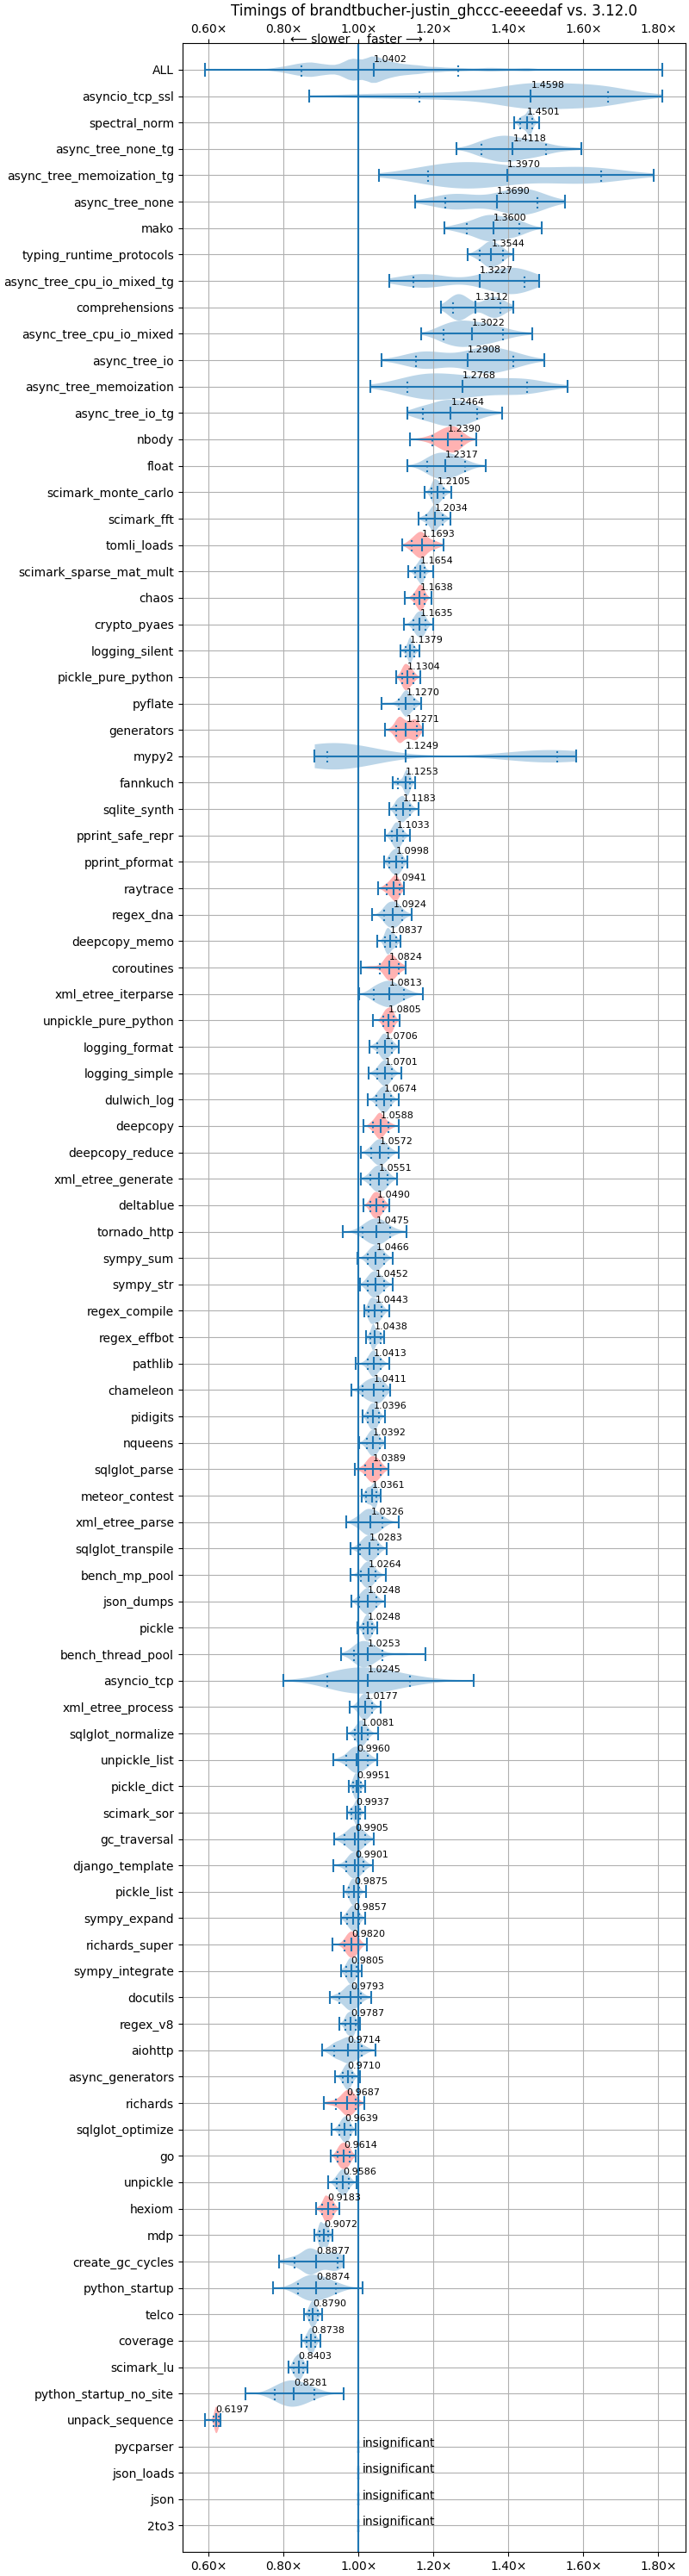 Timings of brandtbucher-justin_ghccc-eeeedaf vs. 3.12.0
0.60× 0.80× 1.00× 1.20× 1.40× 1.60× 1.80×
⟵ slower faster ⟶
ALL 1.0402
asyncio_tcp_ssl 1.4598
spectral_norm 1.4501
async_tree_none_tg 1.4118
async_tree_memoization_tg 1.3970
async_tree_none 1.3690
mako 1.3600
typing_runtime_protocols 1.3544
async_tree_cpu_io_mixed_tg 1.3227
comprehensions 1.3112
async_tree_cpu_io_mixed 1.3022
async_tree_io 1.2908
async_tree_memoization 1.2768
async_tree_io_tg 1.2464
nbody 1.2390
float 1.2317
scimark_monte_carlo 1.2105
scimark_fft 1.2034
tomli_loads 1.1693
scimark_sparse_mat_mult 1.1654
chaos 1.1638
crypto_pyaes 1.1635
logging_silent 1.1379
pickle_pure_python 1.1304
pyflate 1.1270
generators 1.1271
mypy2 1.1249
fannkuch 1.1253
sqlite_synth 1.1183
pprint_safe_repr 1.1033
pprint_pformat 1.0998
raytrace 1.0941
regex_dna 1.0924
deepcopy_memo 1.0837
coroutines 1.0824
xml_etree_iterparse 1.0813
unpickle_pure_python 1.0805
logging_format 1.0706
logging_simple 1.0701
dulwich_log 1.0674
deepcopy 1.0588
deepcopy_reduce 1.0572
xml_etree_generate 1.0551
deltablue 1.0490
tornado_http 1.0475
sympy_sum 1.0466
sympy_str 1.0452
regex_compile 1.0443
regex_effbot 1.0438
pathlib 1.0413
chameleon 1.0411
pidigits 1.0396
nqueens 1.0392
sqlglot_parse 1.0389
meteor_contest 1.0361
xml_etree_parse 1.0326
sqlglot_transpile 1.0283
bench_mp_pool 1.0264
json_dumps 1.0248
pickle 1.0248
bench_thread_pool 1.0253
asyncio_tcp 1.0245
xml_etree_process 1.0177
sqlglot_normalize 1.0081
unpickle_list 0.9960
pickle_dict 0.9951
scimark_sor 0.9937
gc_traversal 0.9905
django_template 0.9901
pickle_list 0.9875
sympy_expand 0.9857
richards_super 0.9820
sympy_integrate 0.9805
docutils 0.9793
regex_v8 0.9787
aiohttp 0.9714
async_generators 0.9710
richards 0.9687
sqlglot_optimize 0.9639
go 0.9614
unpickle 0.9586
hexiom 0.9183
mdp 0.9072
create_gc_cycles 0.8877
python_startup 0.8874
telco 0.8790
coverage 0.8738
scimark_lu 0.8403
python_startup_no_site 0.8281
unpack_sequence 0.6197
pycparser insignificant
json_loads insignificant
json insignificant
2to3 insignificant
0.60× 0.80× 1.00× 1.20× 1.40× 1.60× 1.80×